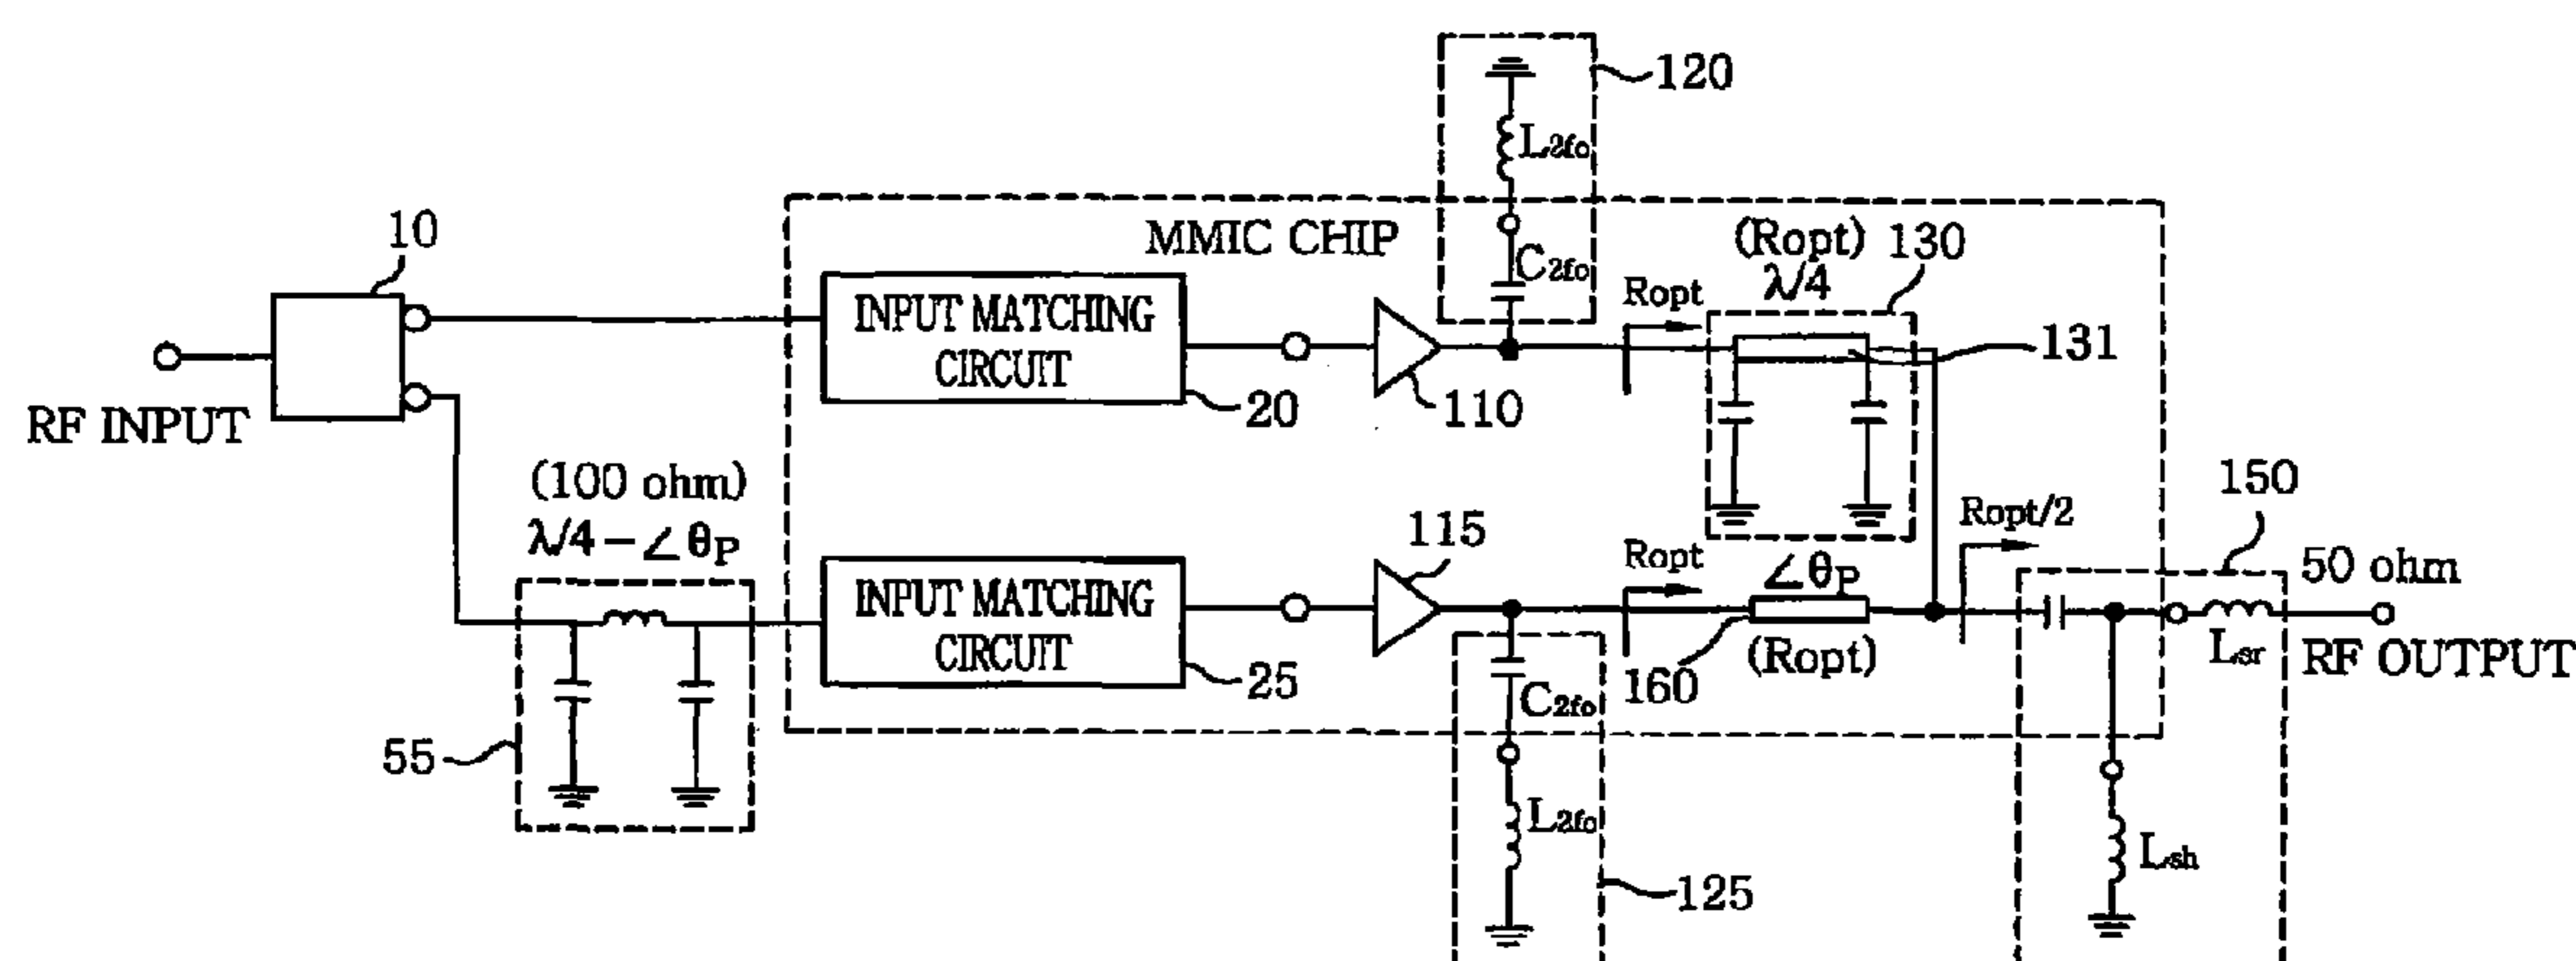 120
L2fo
10
MMIC CHIP
C2fo
Ropt
(Ropt) 130
λ/4
INPUT MATCHING
CIRCUIT
20
110
131
RF INPUT
(100 ohm)
λ/4 – ∠θP
55
INPUT MATCHING
CIRCUIT
25
115
Ropt
∠θP
160
(Ropt)
Ropt/2
150
50 ohm
Lsr
RF OUTPUT
C2fo
L2fo
125
Lsh